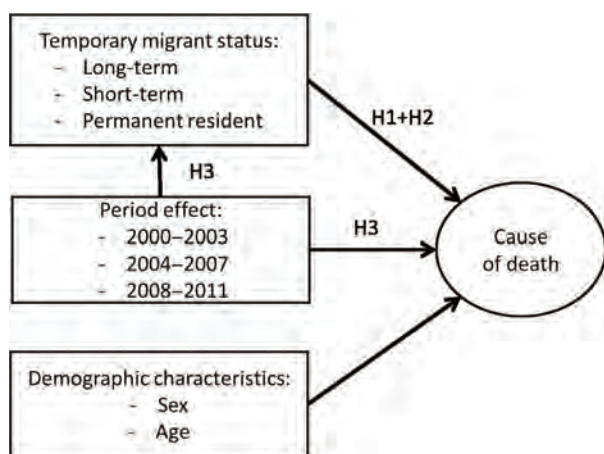 Temporary migrant status:
- Long-term
- Short-term
- Permanent resident
H1+H2
H3
Period effect:
- 2000–2003
- 2004–2007
- 2008–2011
H3
Cause
of death
Demographic characteristics:
- Sex
- Age